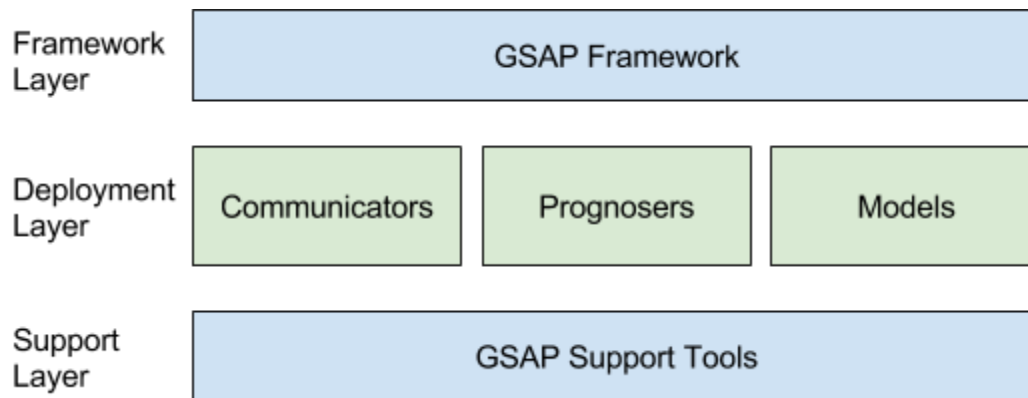 Framework
Layer
GSAP Framework
Deployment
Layer
Communicators
Prognosers
Models
Support
Layer
GSAP Support Tools